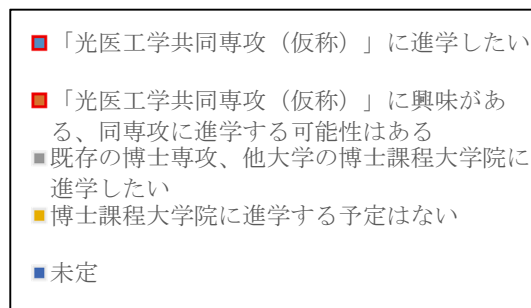 「光医工学共同専攻（仮称）」に進学したい
「光医工学共同専攻（仮称）」に興味があ
る、同専攻に進学する可能性はある
既存の博士専攻、他大学の博士課程大学院に
進学したい
博士課程大学院に進学する予定はない
未定